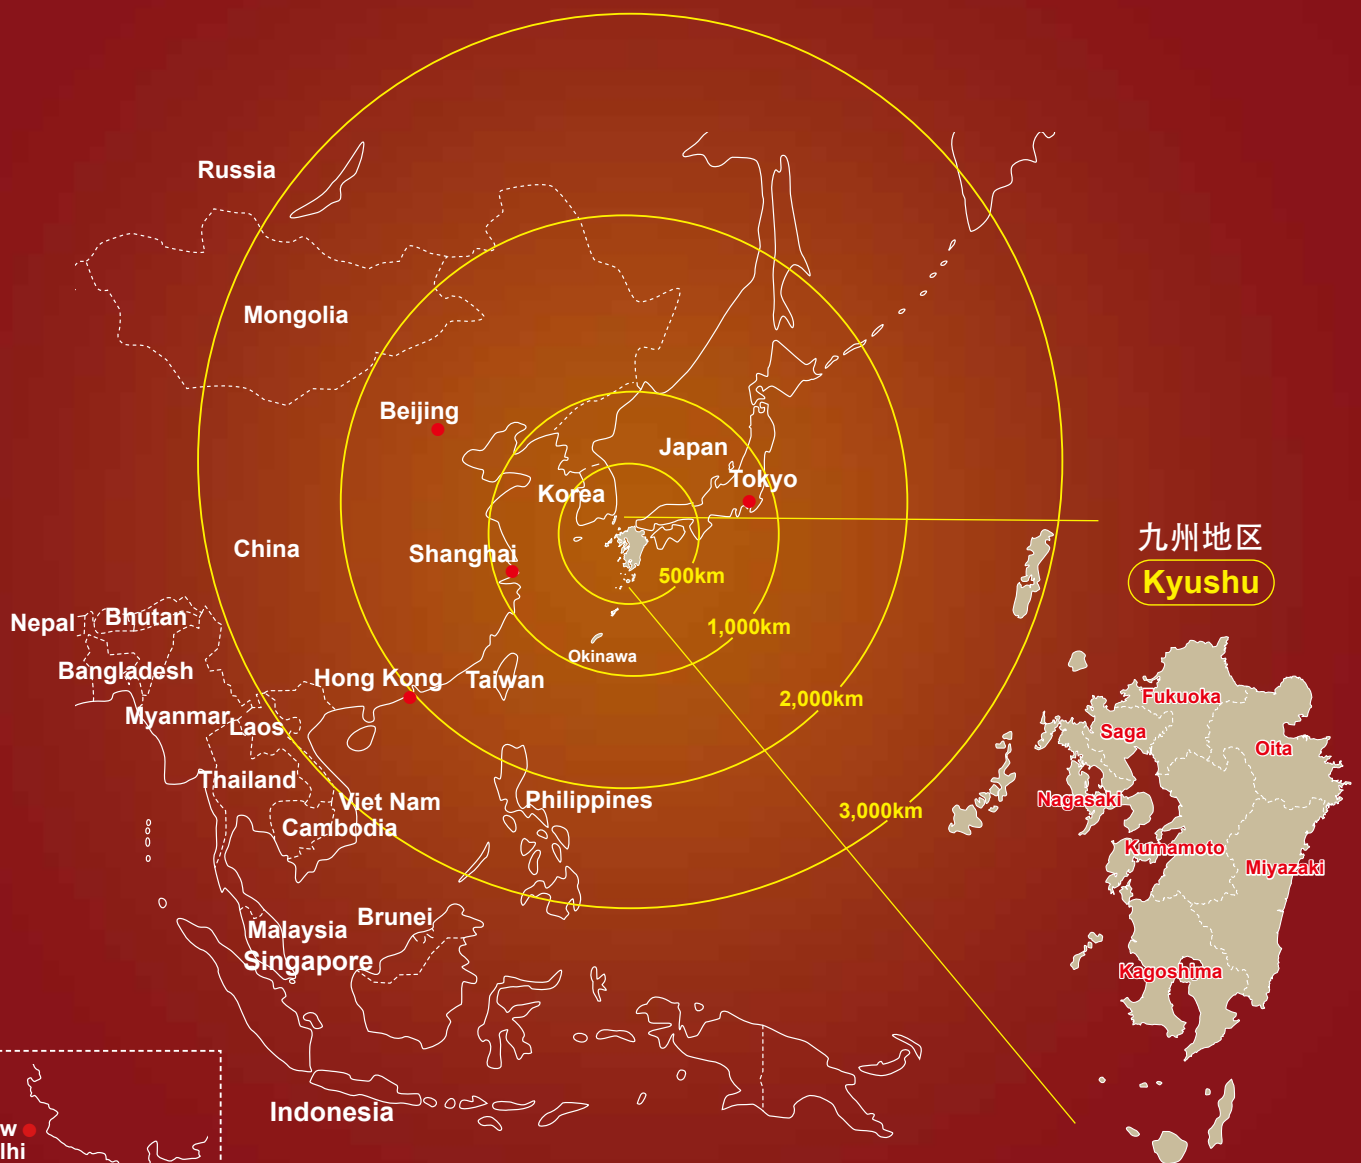 Russia
Mongolia
Beijing
Japan
Tokyo
Korea
China
Shanghai
500km
Nepal
Bhutan
1,000km
Okinawa
Bangladesh
Hong Kong
Taiwan
2,000km
Myanmar
Laos
Thailand
Viet Nam
Philippines
3,000km
Cambodia
Brunei
Malaysia
Singapore
Indonesia
w
lhi
九州地区
Kyushu
Fukuoka
Saga
Oita
Nagasaki
Kumamoto
Miyazaki
Kagoshima